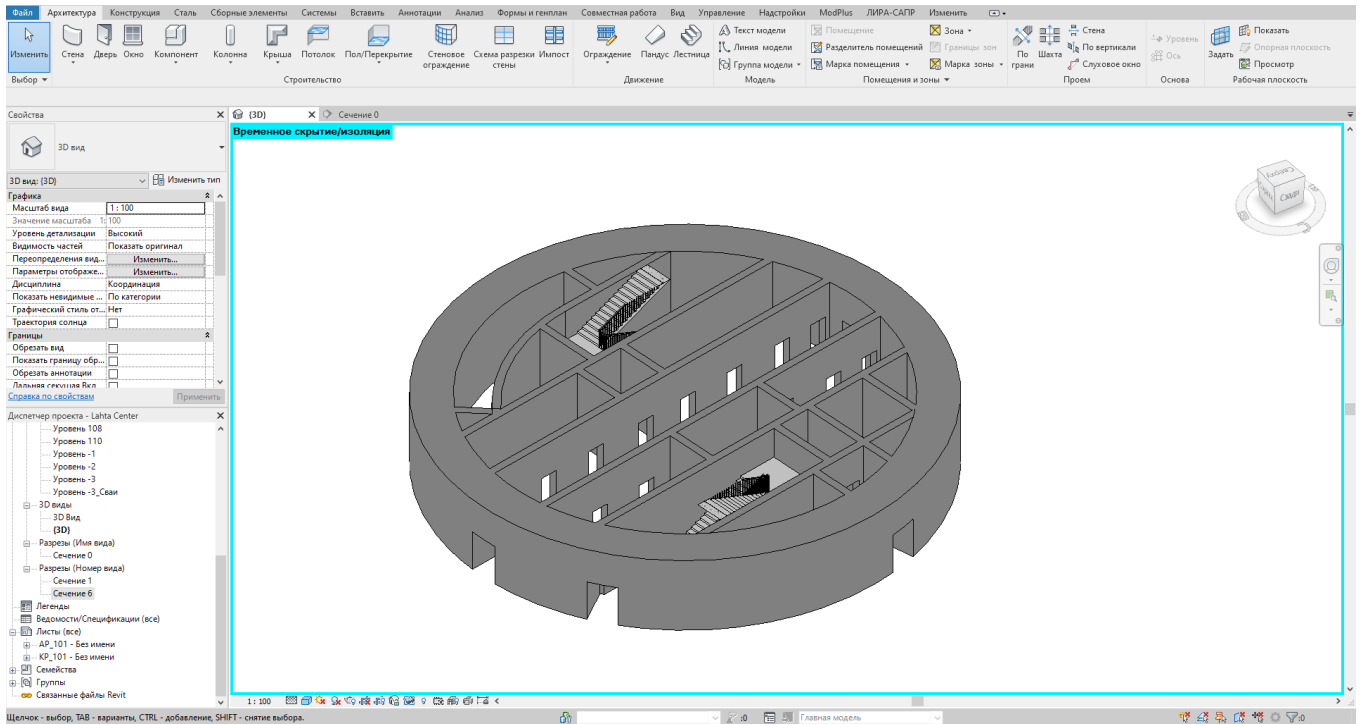 Файл Архитектура Конструкция Сталь Сборные элементы Системы Вставить Аннотации Анализ Формы и генплан Совместная работа Вид Управление Надстройки ModPlus ЛИРА-САПР Изменить
Изменить Стена Дверь Окно Компонент Колонна Крыша Потолок Пол/Перекрытие Стеновое ограждение Схема разрезки стены Импост Ограждение Пандус Лестница
Текст модели
Линия модели
Группа модели
Помещение
Разделитель помещений
Марка помещения
Зона
Границы зон
Марка зоны
По грани
Шахта
Стена
По вертикали
Слуховое окно
Уровень
Ось
Задать
Показать
Опорная плоскость
Просмотр
Выбор Строительство Движение Модель Помещения и зоны Проем Основа Рабочая плоскость
Свойства
{3D} Сечение 0
Временное скрытие/изоляция
3D вид
3D вид: {3D} Изменить тип
Графика
Масштаб вида 1 : 100
Значение масштаба 1: 100
Уровень детализации Высокий
Видимость частей Показать оригинал
Переопределения вид... Изменить...
Параметры отображе... Изменить...
Дисциплина Координация
Показать невидимые ... По категории
Графический стиль от... Нет
Траектория солнца
Границы
Обрезать вид
Показать границу обр...
Обрезать аннотации
Дальняя секущая Вкл
Справка по свойствам Применить
Диспетчер проекта - Lahta Center
Уровень 108
Уровень 110
Уровень -1
Уровень -2
Уровень -3
Уровень -3_Сваи
3D виды
3D Вид
{3D}
Разрезы (Имя вида)
Сечение 0
Разрезы (Номер вида)
Сечение 1
Сечение 6
Легенды
Ведомости/Спецификации (все)
Листы (все)
АР_101 - Без имени
КР_101 - Без имени
Семейства
Группы
Связанные файлы Revit
1 : 100
Щелчок - выбор, TAB - варианты, CTRL - добавление, SHIFT - снятие выбора. :0 Главная модель :0